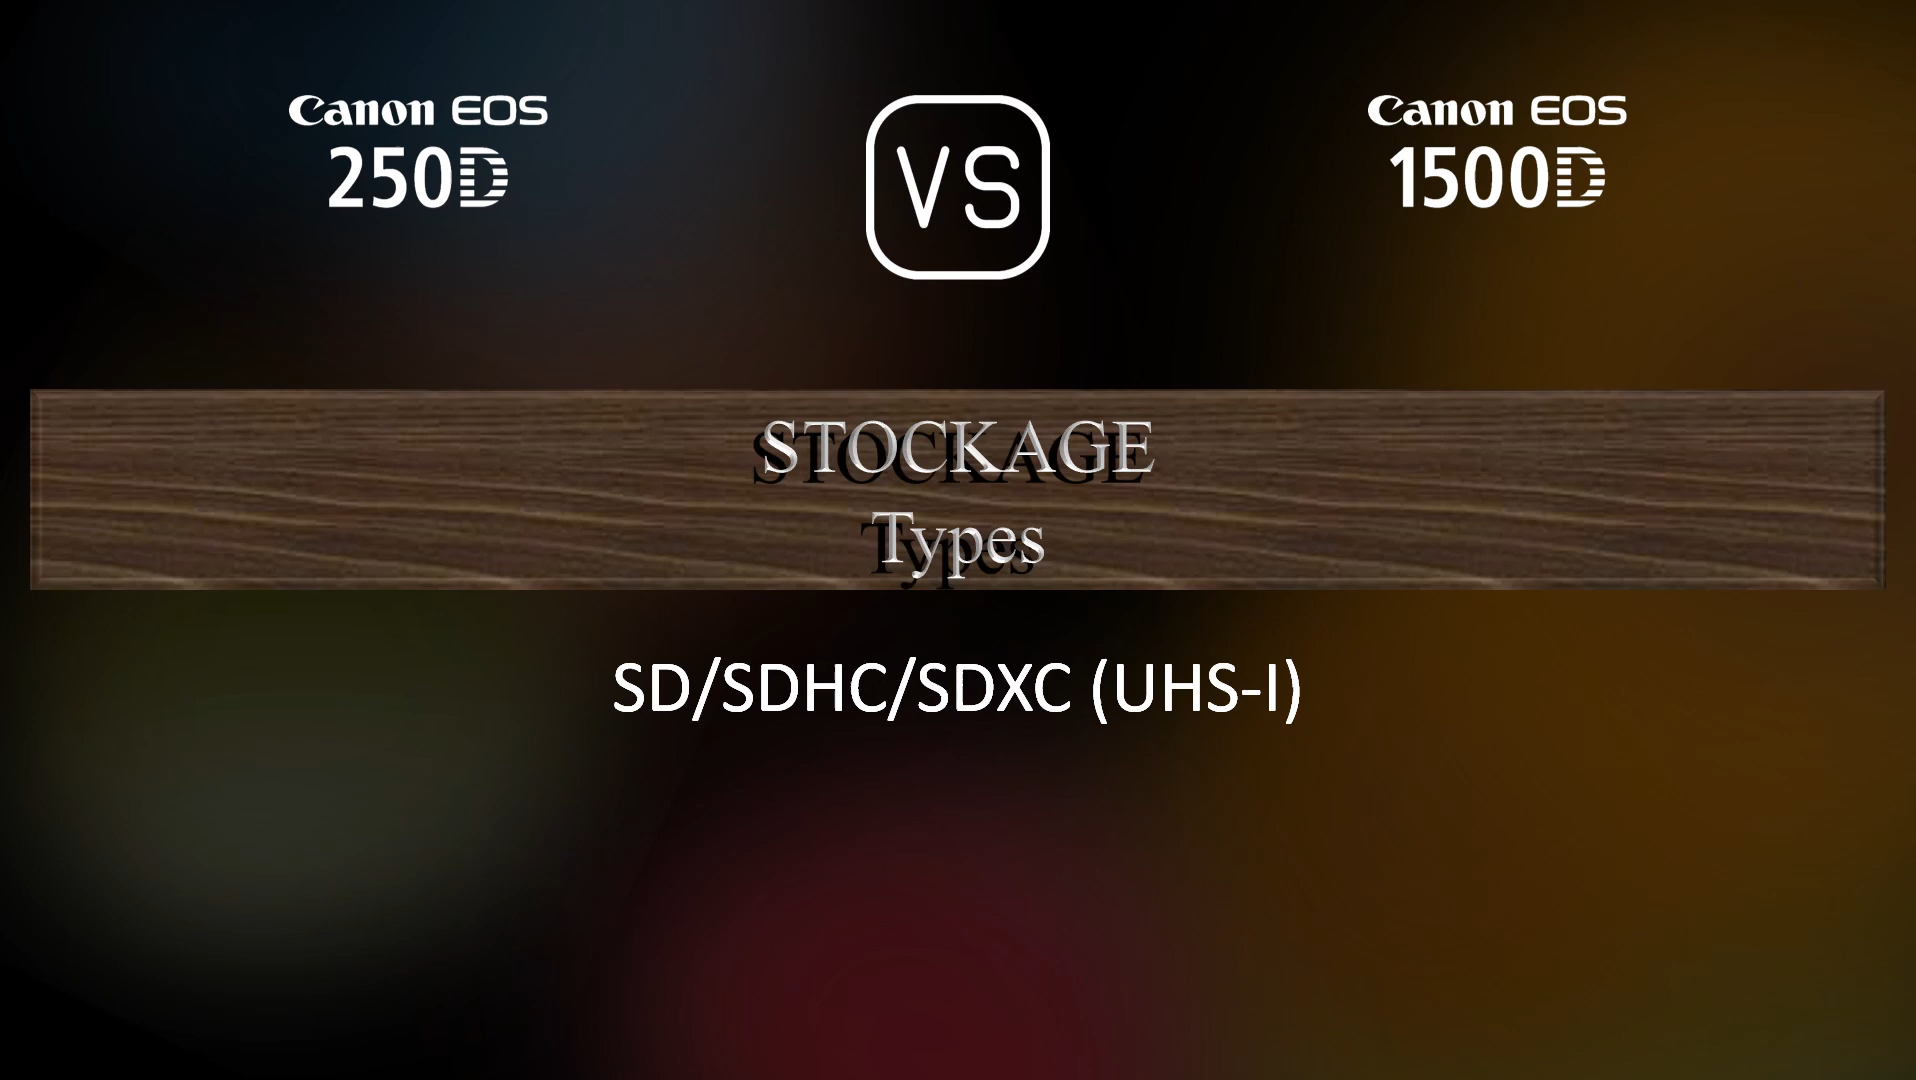 Canon EOS
250D
VS
Canon EOS
1500D
STOCKAGE
Types
SD/SDHC/SDXC (UHS-I)